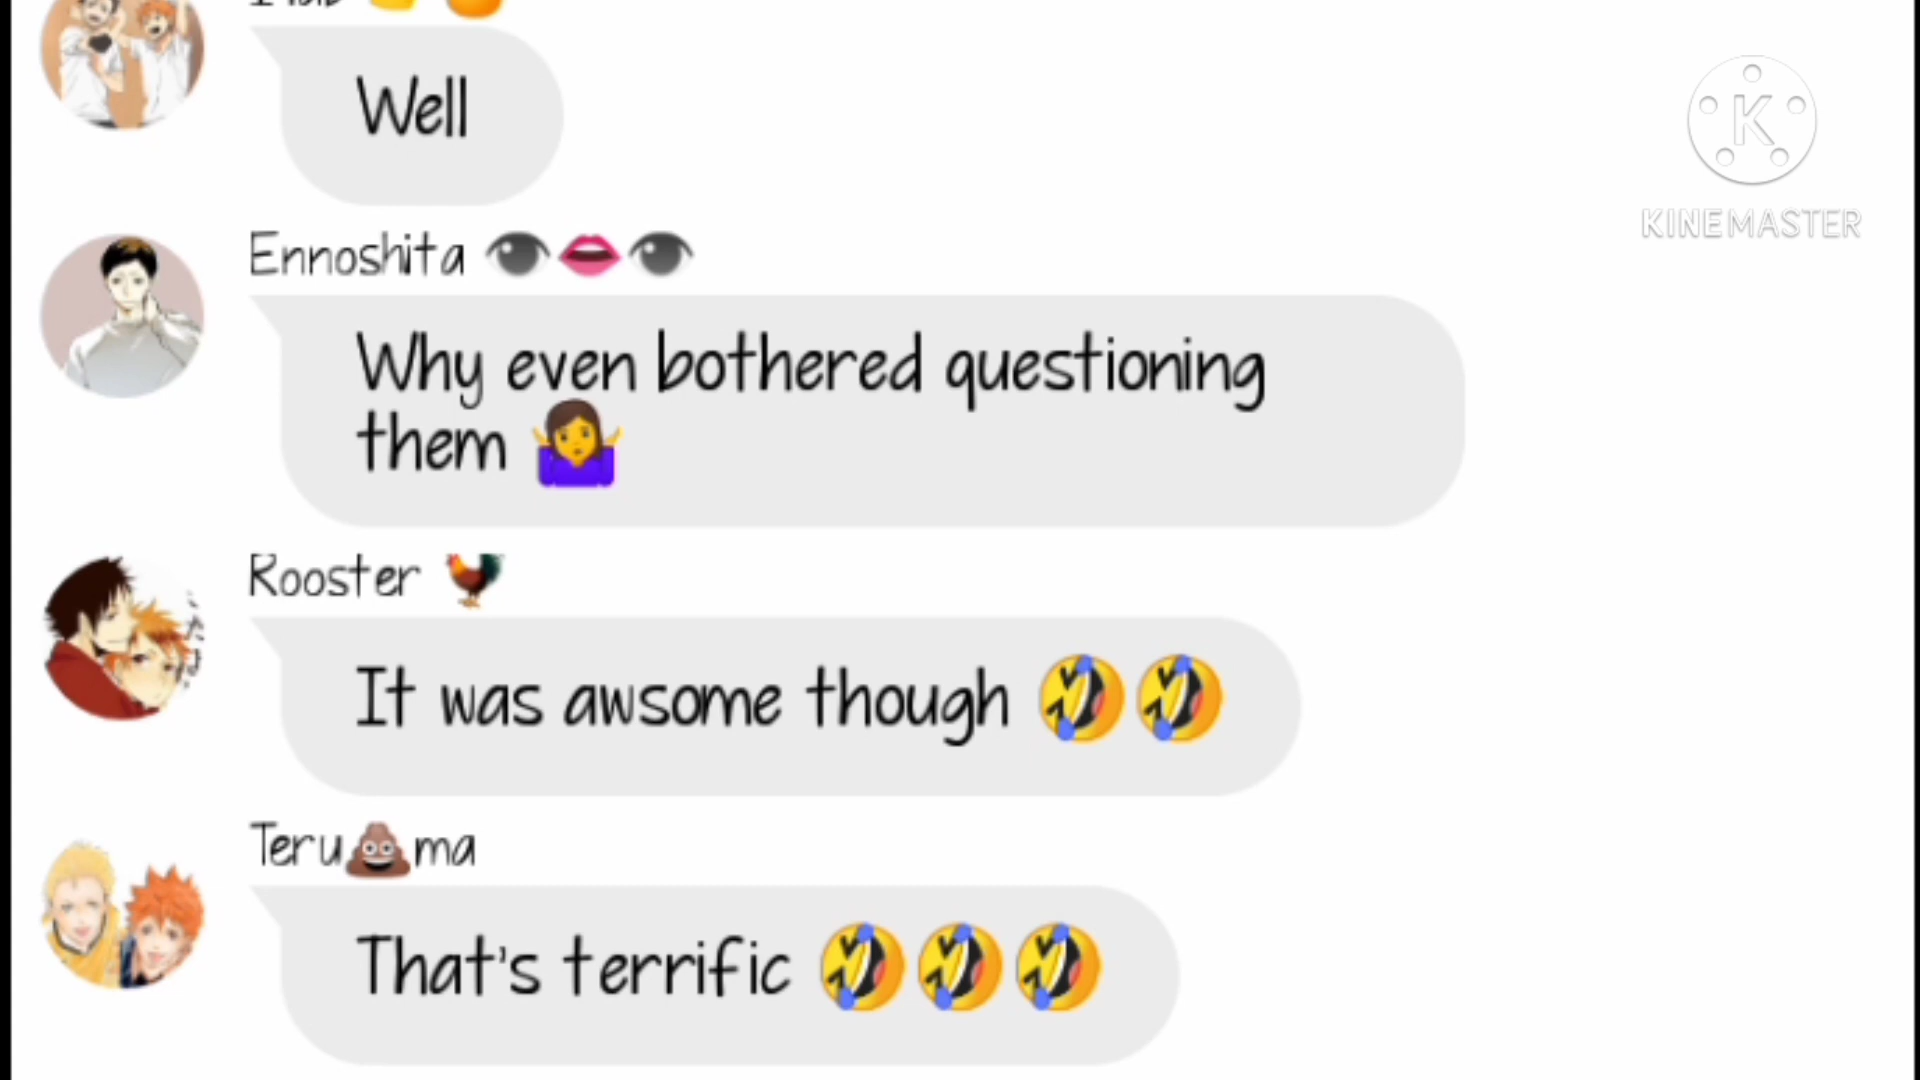 Well
K
KINEMASTER
Ennoshita 👁👄👁
Why even bothered questioning
them 🤷‍♀️
Rooster 🐓
It was awsome though 🤣🤣
Teru💩ma
That's terrific 🤣🤣🤣